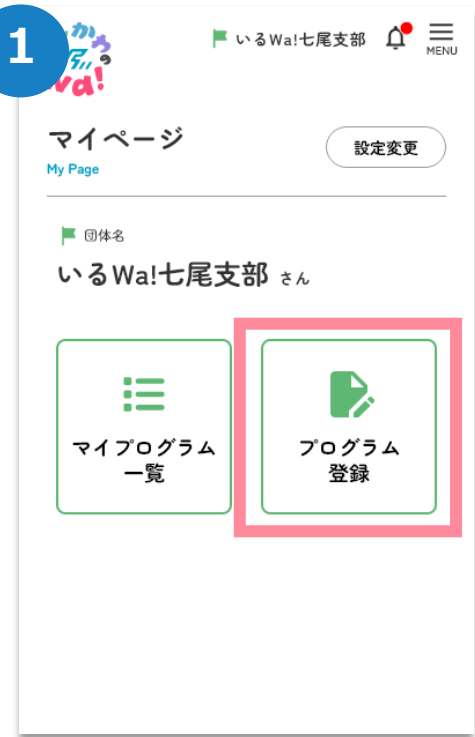 1
いるWa!七尾支部
MENU
マイページ
設定変更
My Page
団体名
いるWa!七尾支部 さん
マイプログラム
一覧
プログラム
登録